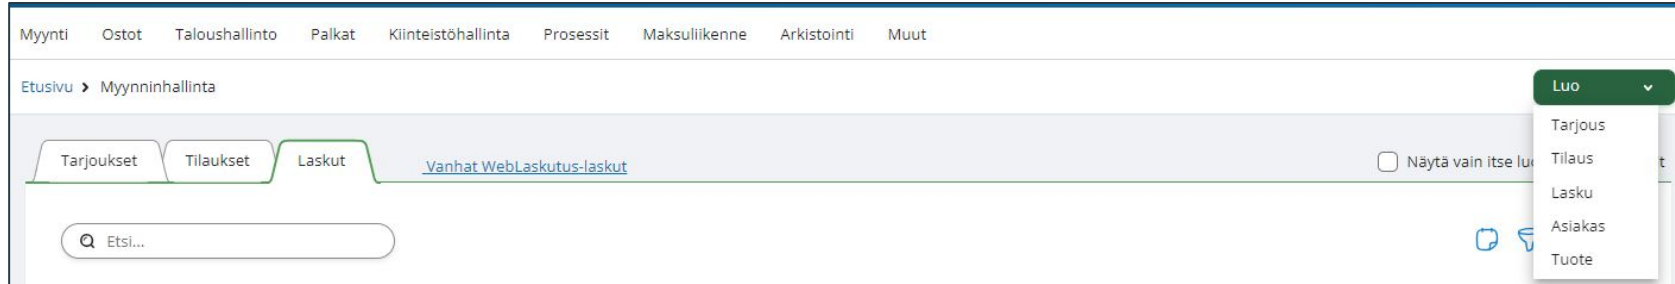 Myynti Ostot Taloushallinto Palkat Kiinteistöhallinta Prosessit Maksuliikenne Arkistointi Muut
Etusivu > Myynninhallinta Luo
Tarjoukset Tilaukset Laskut Vanhat WebLaskutus-laskut Näytä vain itse
Etsi...
Tarjous
Tilaus
Lasku
Asiakas
Tuote